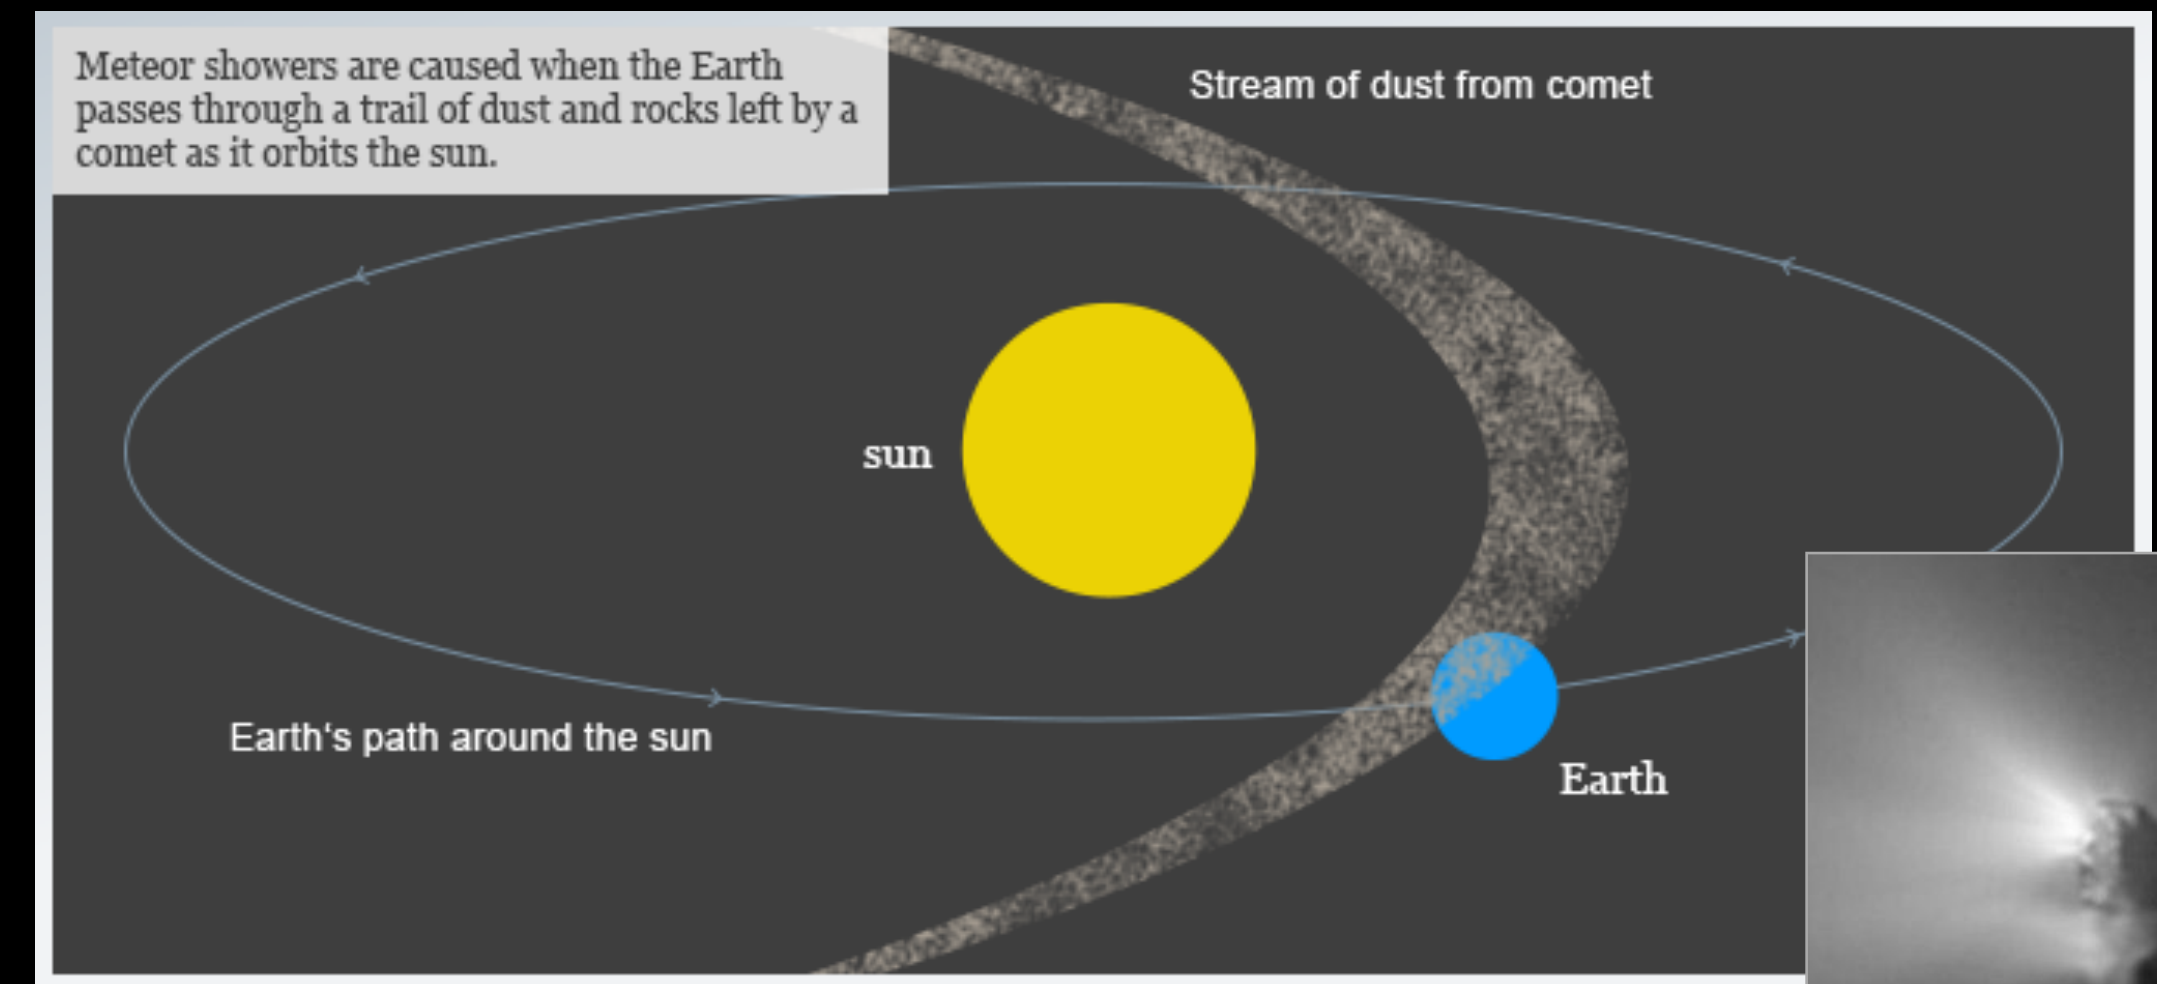 Meteor showers are caused when the Earth
passes through a trail of dust and rocks left by a
comet as it orbits the sun.
Stream of dust from comet
sun
Earth‘s path around the sun
Earth